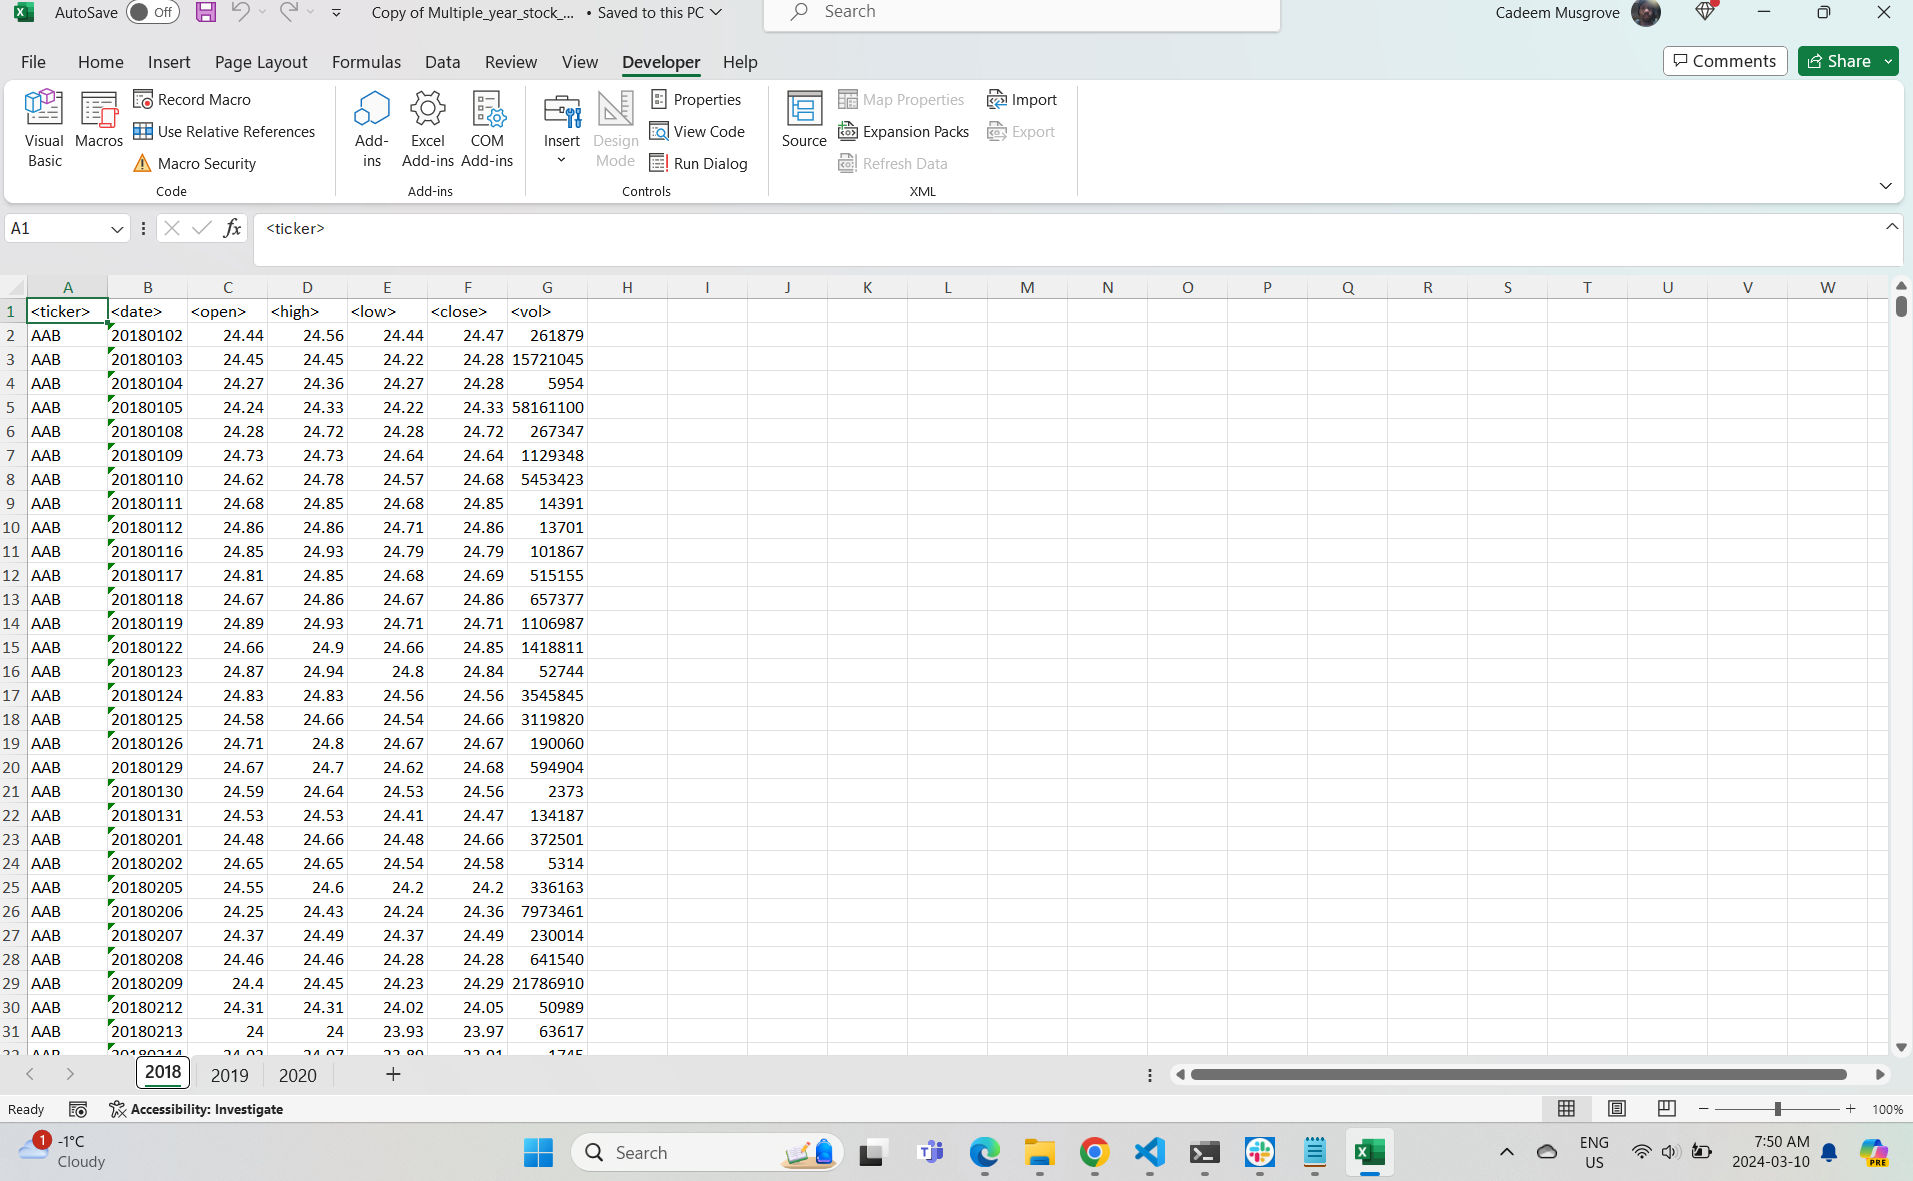 AutoSave Off Copy of Multiple_year_stock_... • Saved to this PC Search Cadeem Musgrove
File Home Insert Page Layout Formulas Data Review View Developer Help Comments Share
Visual Basic
Macros
Record Macro
Use Relative References
Macro Security
Code
Add-ins
Excel Add-ins
COM Add-ins
Add-ins
Insert
Design Mode
Properties
View Code
Run Dialog
Controls
Source
Map Properties
Expansion Packs
Refresh Data
Import
Export
XML
A1 fx <ticker>
A B C D E F G H I J K L M N O P Q R S T U V W
1 <ticker> <date> <open> <high> <low> <close> <vol>
2 AAB 20180102 24.44 24.56 24.44 24.47 261879
3 AAB 20180103 24.45 24.45 24.22 24.28 15721045
4 AAB 20180104 24.27 24.36 24.27 24.28 5954
5 AAB 20180105 24.24 24.33 24.22 24.33 58161100
6 AAB 20180108 24.28 24.72 24.28 24.72 267347
7 AAB 20180109 24.73 24.73 24.64 24.64 1129348
8 AAB 20180110 24.62 24.78 24.57 24.68 5453423
9 AAB 20180111 24.68 24.85 24.68 24.85 14391
10 AAB 20180112 24.86 24.86 24.71 24.86 13701
11 AAB 20180116 24.85 24.93 24.79 24.79 101867
12 AAB 20180117 24.81 24.85 24.68 24.69 515155
13 AAB 20180118 24.67 24.86 24.67 24.86 657377
14 AAB 20180119 24.89 24.93 24.71 24.71 1106987
15 AAB 20180122 24.66 24.9 24.66 24.85 1418811
16 AAB 20180123 24.87 24.94 24.8 24.84 52744
17 AAB 20180124 24.83 24.83 24.56 24.56 3545845
18 AAB 20180125 24.58 24.66 24.54 24.66 3119820
19 AAB 20180126 24.71 24.8 24.67 24.67 190060
20 AAB 20180129 24.67 24.7 24.62 24.68 594904
21 AAB 20180130 24.59 24.64 24.53 24.56 2373
22 AAB 20180131 24.53 24.53 24.41 24.47 134187
23 AAB 20180201 24.48 24.66 24.48 24.66 372501
24 AAB 20180202 24.65 24.65 24.54 24.58 5314
25 AAB 20180205 24.55 24.6 24.2 24.2 336163
26 AAB 20180206 24.25 24.43 24.24 24.36 7973461
27 AAB 20180207 24.37 24.49 24.37 24.49 230014
28 AAB 20180208 24.46 24.46 24.28 24.28 641540
29 AAB 20180209 24.4 24.45 24.23 24.29 21786910
30 AAB 20180212 24.31 24.31 24.02 24.05 50989
31 AAB 20180213 24 24 23.93 23.97 63617
2018 2019 2020
Ready Accessibility: Investigate 100%
1 -1°C
Cloudy
Search
ENG
US
7:50 AM
2024-03-10
PRE